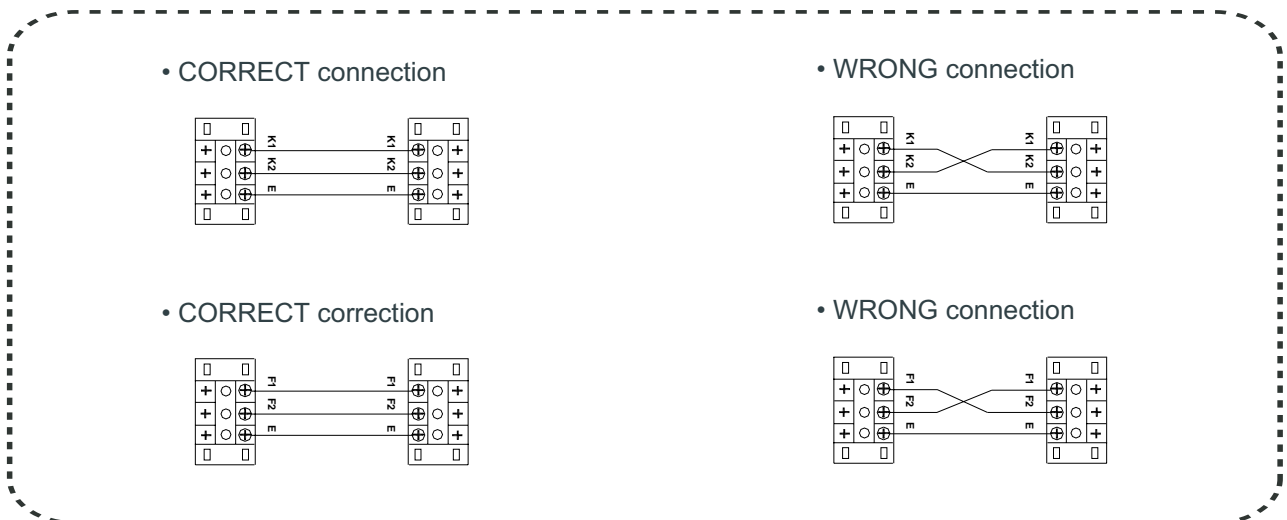 • CORRECT connection
• WRONG connection
K1 K1
K2 K2
E E
K1 K1
K2 K2
E E
• CORRECT correction
• WRONG connection
F1 F1
F2 F2
E E
F1 F1
F2 F2
E E